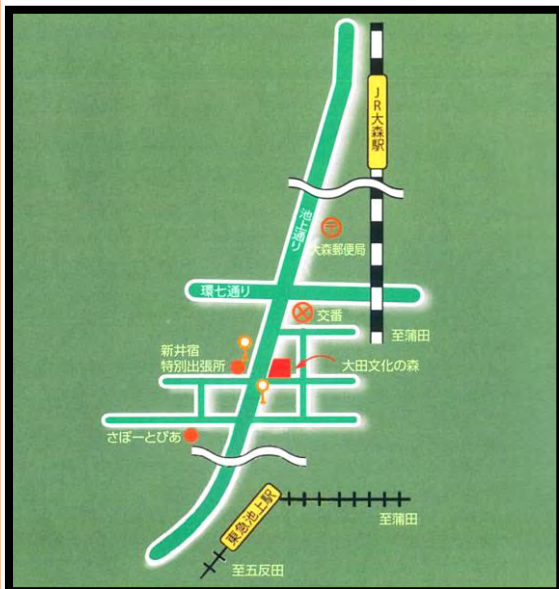 JR大森駅
池上通り
〒
大森郵便局
環七通り
交番
至蒲田
新井宿
特別出張所
大田文化の森
さぽーとぴあ
東急池上駅
至蒲田
至五反田